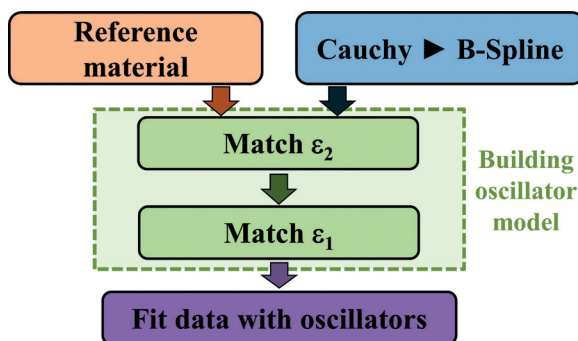 Reference
material
Cauchy ► B-Spline
Match ε₂
Match ε₁
Building
oscillator
model
Fit data with oscillators